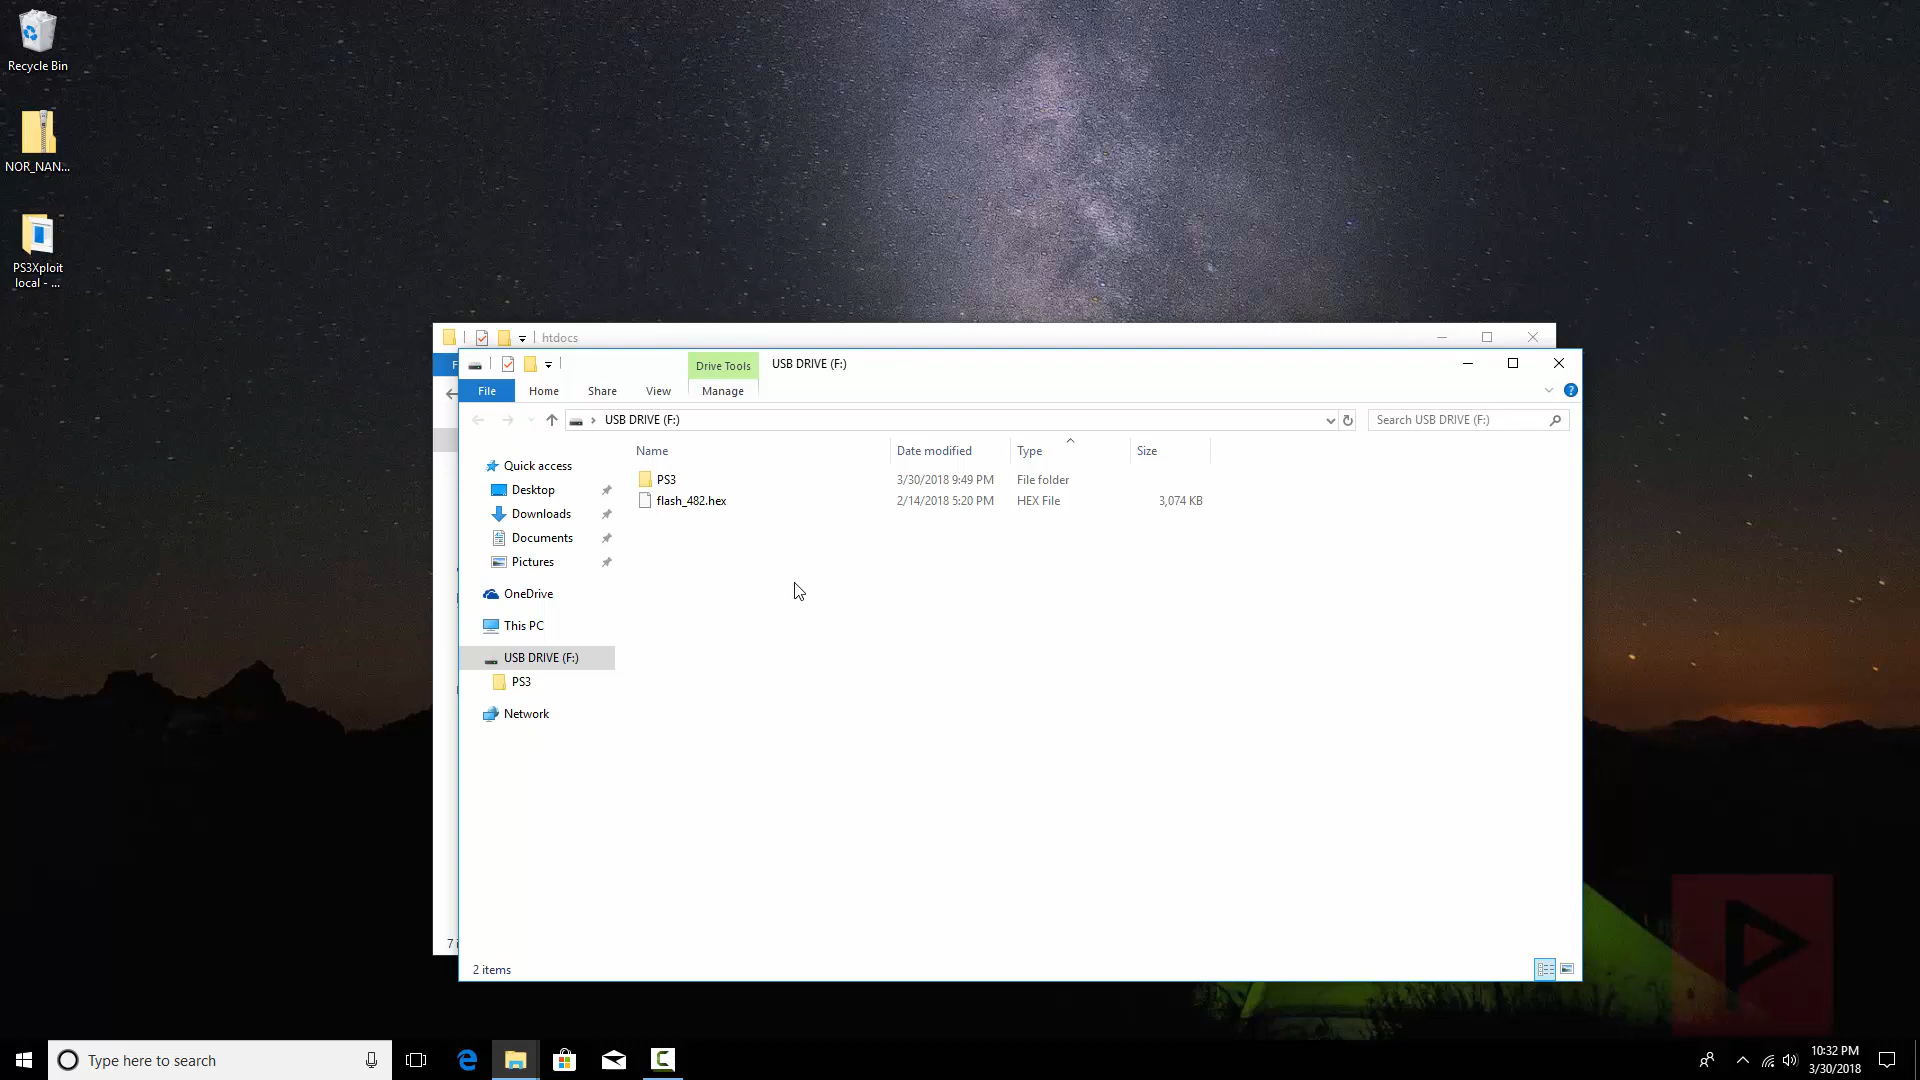 Recycle Bin
NOR_NAN...
PS3Xploit
local - ...
htdocs
Drive Tools
USB DRIVE (F:)
File
Home
Share
View
Manage
USB DRIVE (F:)
Search USB DRIVE (F:)
Name
Date modified
Type
Size
PS3
3/30/2018 9:49 PM
File folder
flash_482.hex
2/14/2018 5:20 PM
HEX File
3,074 KB
Quick access
Desktop
Downloads
Documents
Pictures
OneDrive
This PC
USB DRIVE (F:)
PS3
Network
2 items
Type here to search
10:32 PM
3/30/2018